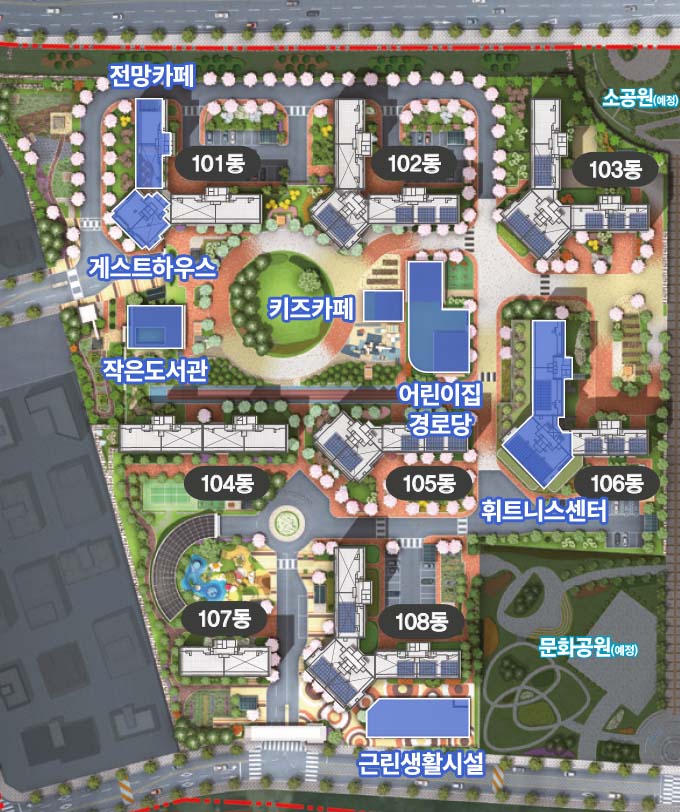 전망카페
소공원(예정)
101동
102동
103동
게스트하우스
키즈카페
작은도서관
어린이집
경로당
104동
105동
106동
휘트니스센터
107동
108동
문화공원(예정)
근린생활시설